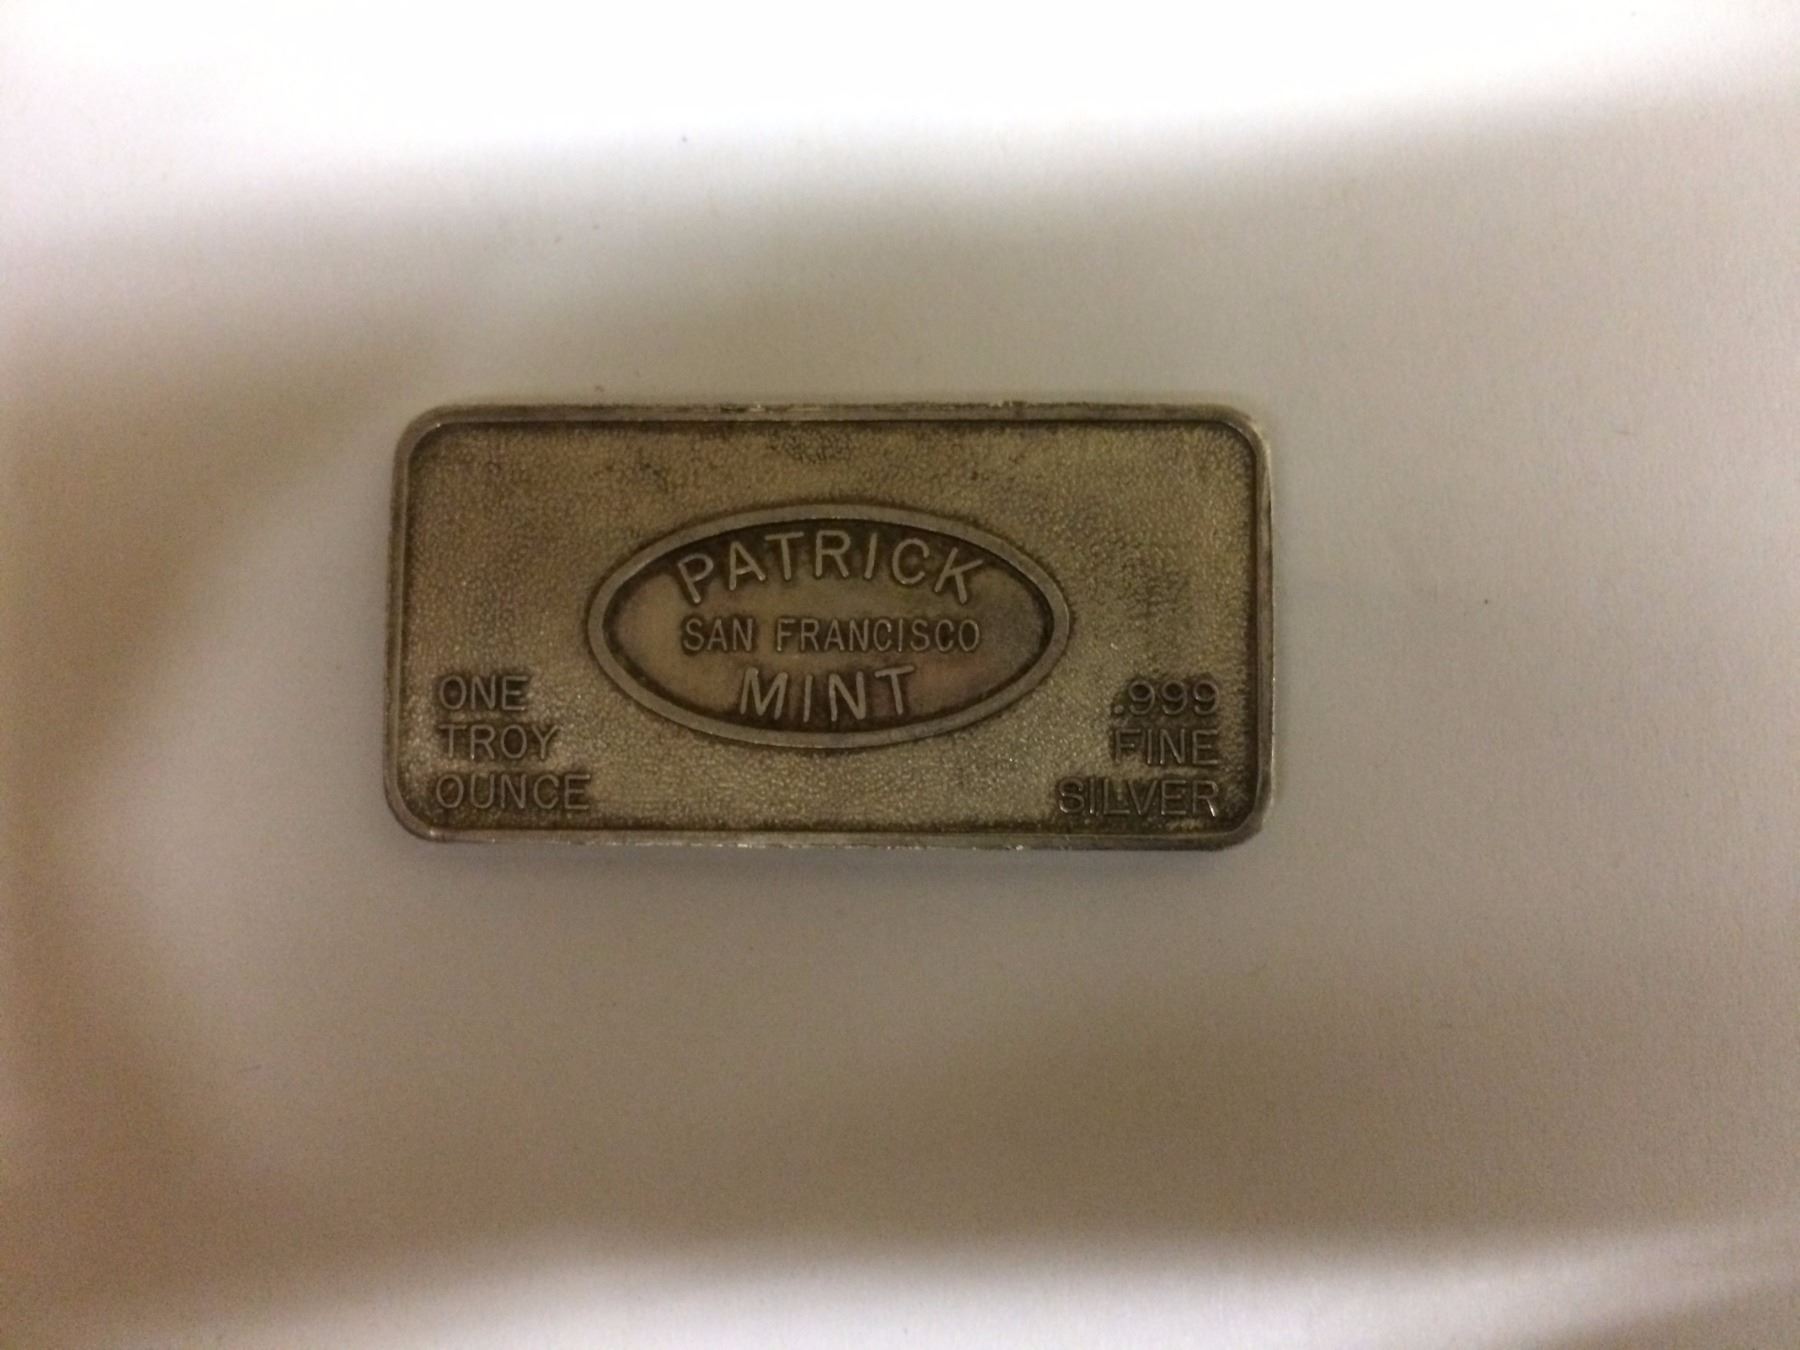 PATRICK
SAN FRANCISCO
MINT
ONE
TROY
OUNCE
.999
FINE
SILVER